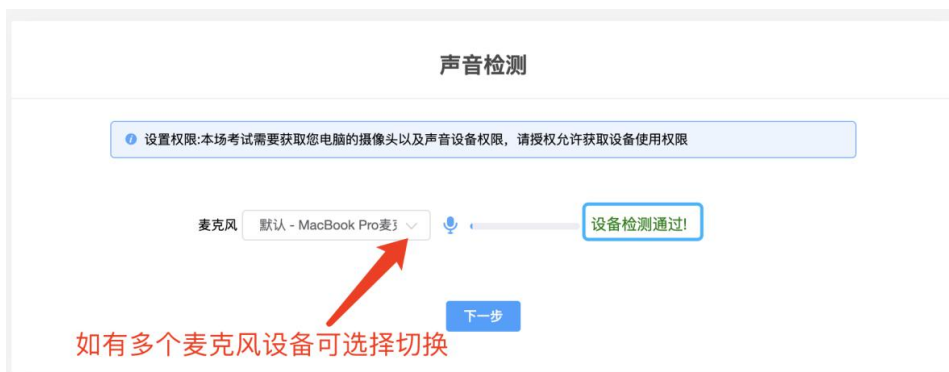 声音检测
设置权限:本场考试需要获取您电脑的摄像头以及声音设备权限，请授权允许获取设备使用权限
麦克风 默认 - MacBook Pro麦 设备检测通过!
下一步
如有多个麦克风设备可选择切换